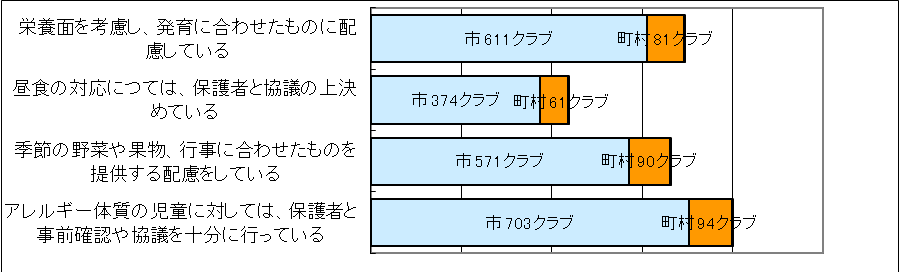 栄養面を考慮し、発育に合わせたものに配
慮している
市611クラブ 町村81クラブ
昼食の対応につては、保護者と協議の上決
めている
市374クラブ 町村61クラブ
季節の野菜や果物、行事に合わせたものを
提供する配慮をしている
市571クラブ 町村90クラブ
アレルギー体質の児童に対しては、保護者と
事前確認や協議を十分に行っている
市703クラブ 町村94クラブ